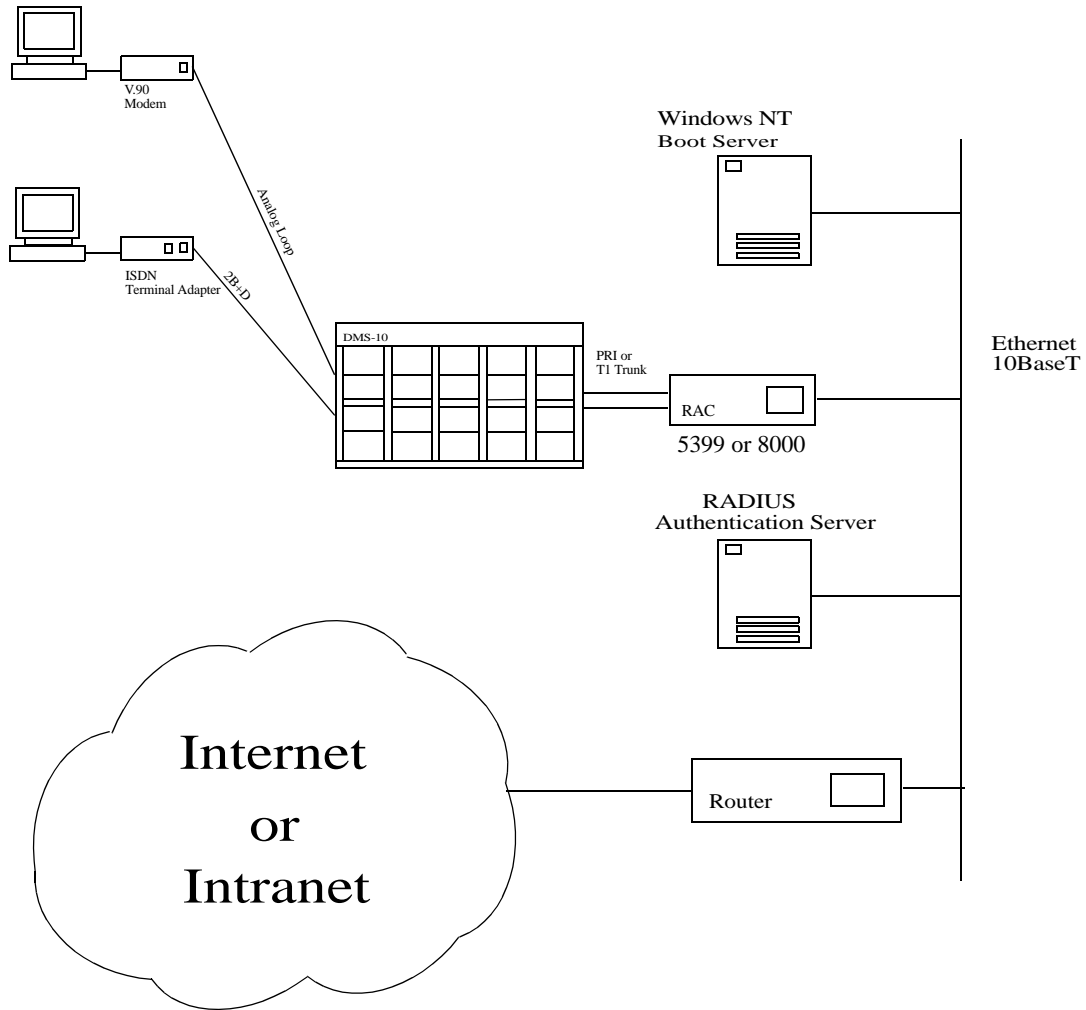 V.90
Modem
Windows NT
Boot Server
Analog Loop
ISDN
Terminal Adapter
2B+D
DMS-10
PRI or
T1 Trunk
Ethernet
10BaseT
RAC
5399 or 8000
RADIUS
Authentication Server
Internet
or
Intranet
Router